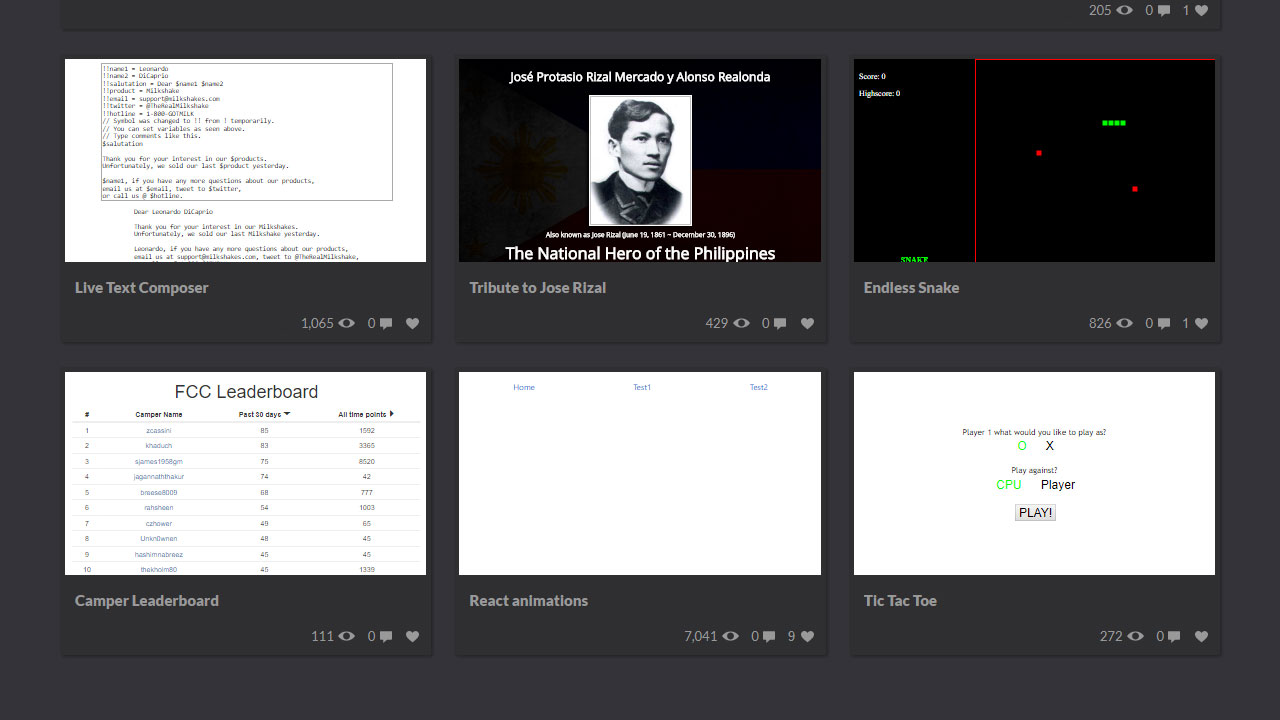 205 0 1
!!name1 = Leonardo
!!name2 = DiCaprio
!!salutation = Dear $name1 $name2
!!product = Milkshake
!!email = support@milkshakes.com
!!twitter = @TheRealMilkshake
!!hotline = 1-800-GOTMILK
// Symbol was changed to !! from ! temporarily.
// You can set variables as seen above.
// Type comments like this.
$salutation
Thank you for your interest in our $products.
Unfortunately, we sold our last $product yesterday.
$name1, if you have any more questions about our products,
email us at $email, tweet to $twitter,
or call us @ $hotline.
Dear Leonardo DiCaprio
Thank you for your interest in our Milkshakes.
Unfortunately, we sold our last Milkshake yesterday.
Leonardo, if you have any more questions about our products,
email us at support@milkshakes.com, tweet to @TheRealMilkshake,
Live Text Composer
1,065 0
José Protasio Rizal Mercado y Alonso Realonda
Also known as Jose Rizal (June 19, 1861 ~ December 30, 1896)
The National Hero of the Philippines
Tribute to Jose Rizal
429 0
Score: 0
Highscore: 0
SNAKE
Endless Snake
826 0 1
FCC Leaderboard
# Camper Name Past 30 days All time points
1 zcassini 85 1592
2 khaduch 83 3365
3 sjames1958gm 75 8520
4 jagannaththakur 74 42
5 breese8009 68 777
6 rahsheen 54 1003
7 czhower 49 65
8 Unkn0wnen 48 45
9 hashimnabreez 45 45
10 thekholm80 45 1339
Camper Leaderboard
111 0
Home Test1 Test2
React animations
7,041 0 9
Player 1 what would you like to play as?
O X
Play against?
CPU Player
PLAY!
Tic Tac Toe
272 0